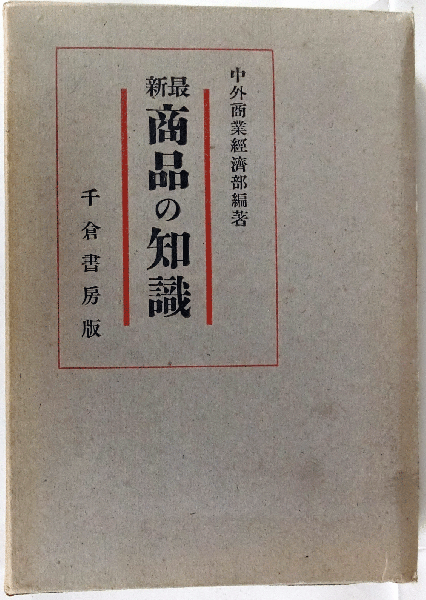 中外商業經濟部編著
最新
商品の知識
千倉書房版